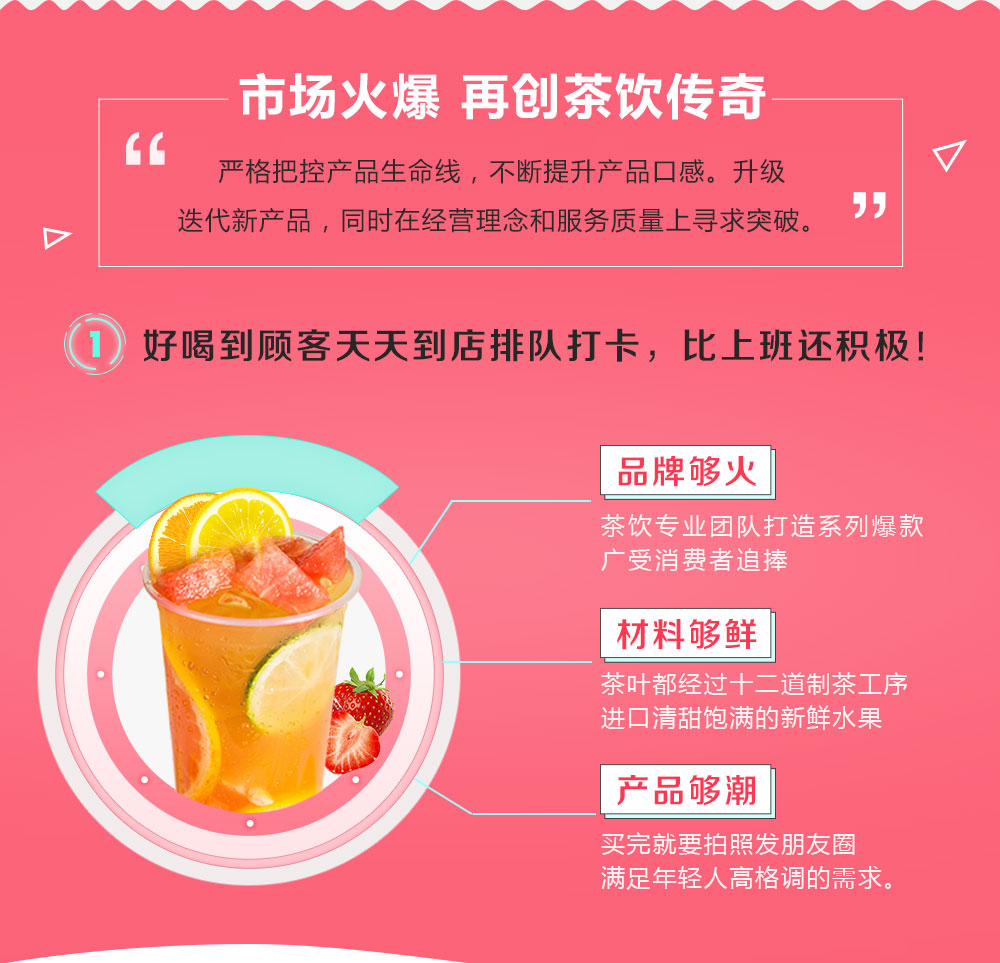 市场火爆 再创茶饮传奇
“
严格把控产品生命线，不断提升产品口感。升级
迭代新产品，同时在经营理念和服务质量上寻求突破。
”
1 好喝到顾客天天到店排队打卡，比上班还积极！
品牌够火
茶饮专业团队打造系列爆款
广受消费者追捧
材料够鲜
茶叶都经过十二道制茶工序
进口清甜饱满的新鲜水果
产品够潮
买完就要拍照发朋友圈
满足年轻人高格调的需求。